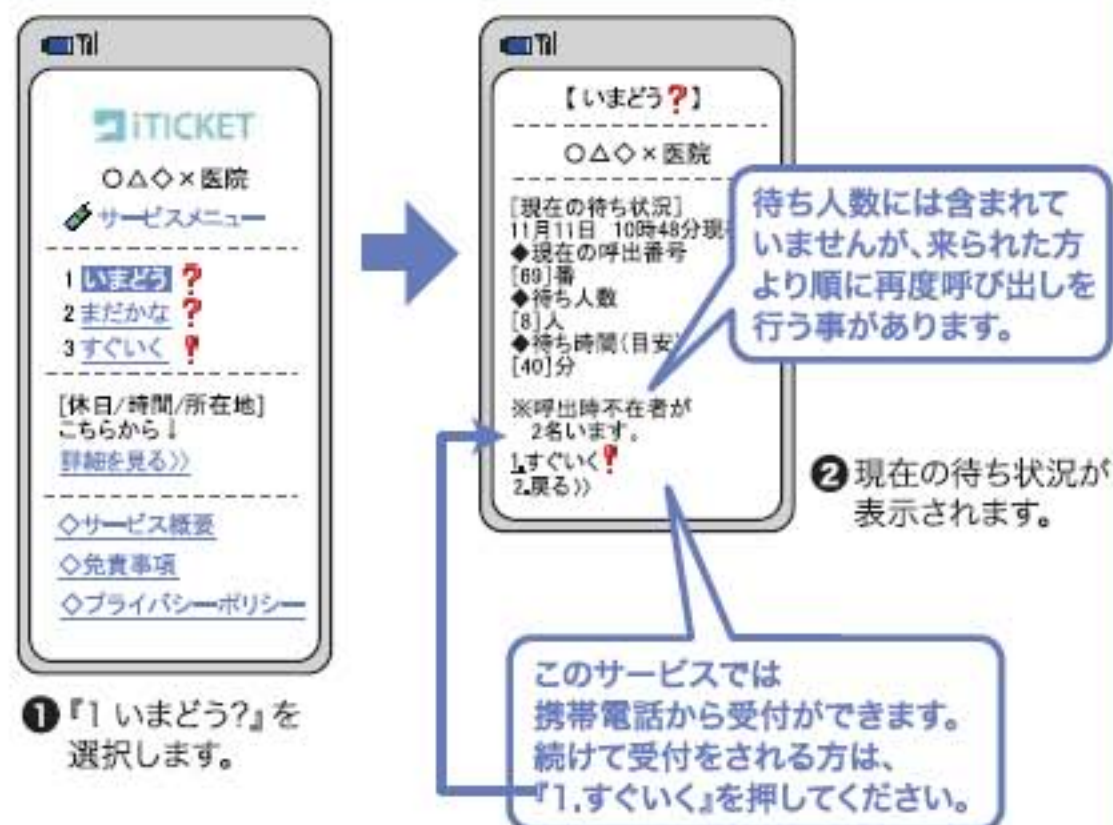 iTICKET
○△◇×医院
サービスメニュー
1 いまどう❓
2 まだかな❓
3 すぐいく❗
[休日/時間/所在地]
こちらから↓
詳細を見る》
◇サービス概要
◇免責事項
◇プライバシーポリシー
❶『1 いまどう?』を
選択します。
【いまどう❓】
○△◇×医院
[現在の待ち状況]
11月11日 10時48分現
◆現在の呼出番号
[69]番
◆待ち人数
[8]人
◆待ち時間(目安
[40]分
※呼出時不在者が
2名います。
1.すぐいく❗
2.戻る》
待ち人数には含まれて
いませんが、来られた方
より順に再度呼び出しを
行う事があります。
❷現在の待ち状況が
表示されます。
このサービスでは
携帯電話から受付ができます。
続けて受付をされる方は、
『1.すぐいく』を押してください。